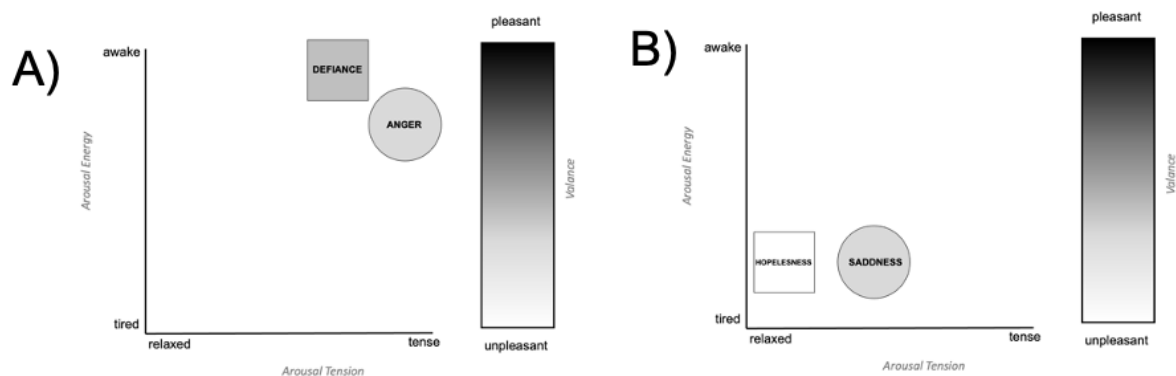 A)
awake
DEFIANCE
ANGER
Arousal Energy
tired
relaxed
tense
Arousal Tension
pleasant
Valance
unpleasant
B)
awake
HOPELESNESS
SADDNESS
Arousal Energy
tired
relaxed
tense
Arousal Tension
pleasant
Valance
unpleasant